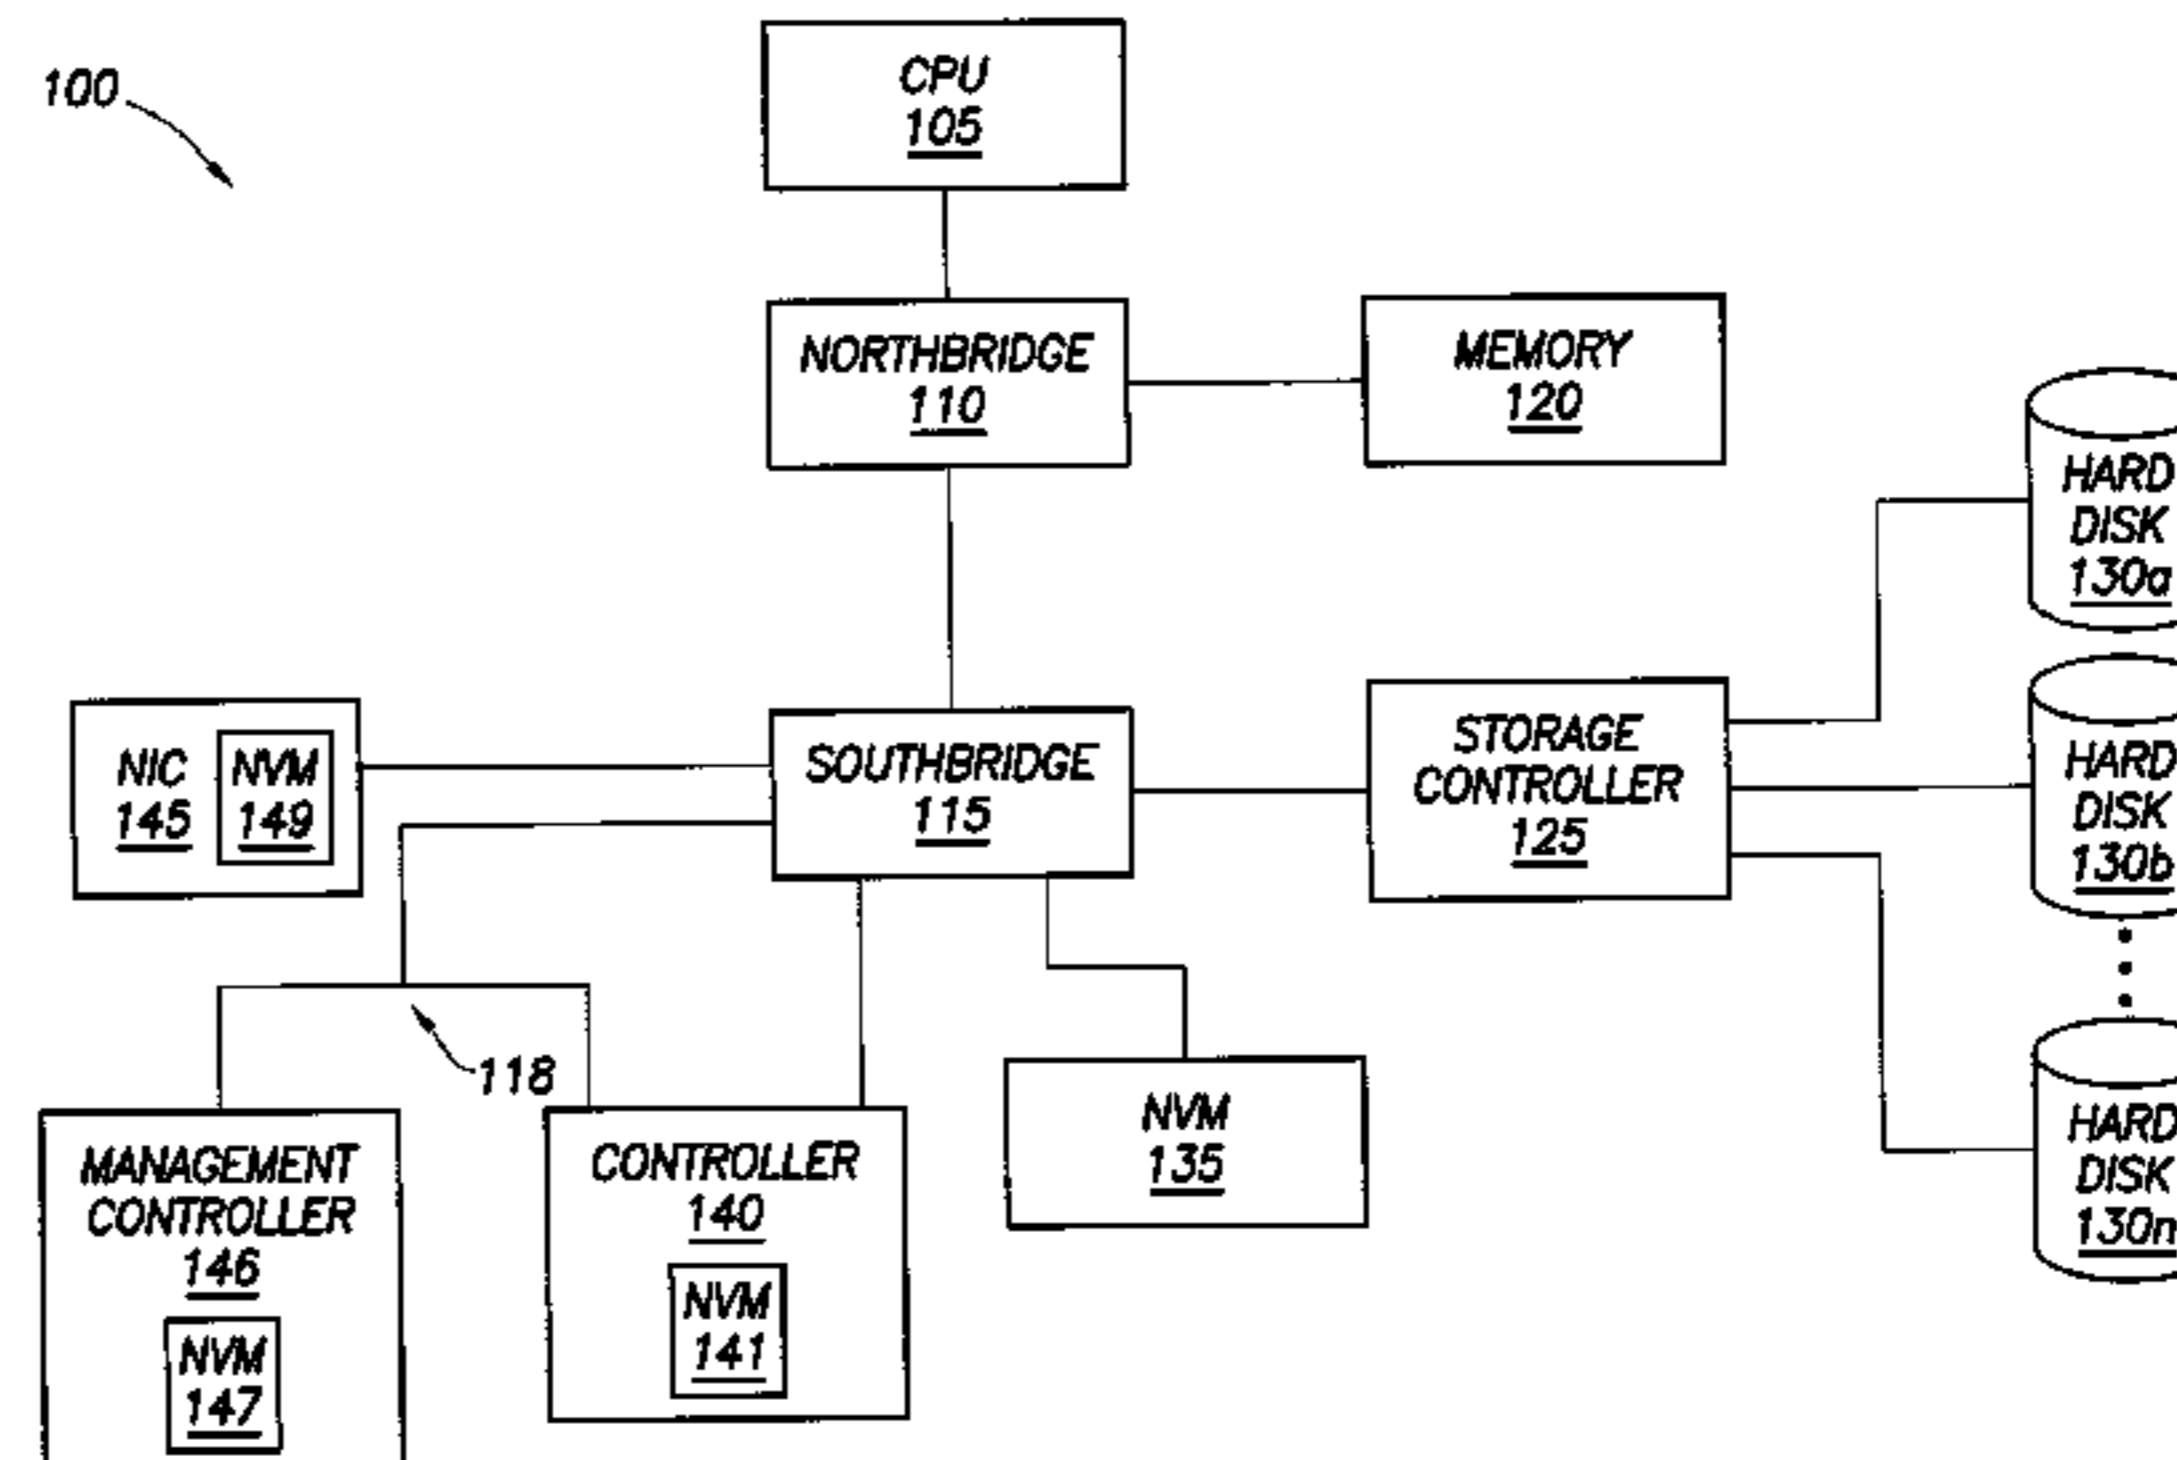 100
CPU
105
NORTHBRIDGE
110
MEMORY
120
HARD
DISK
130a
NIC
145
NVM
149
SOUTHBRIDGE
115
STORAGE
CONTROLLER
125
HARD
DISK
130b
118
MANAGEMENT
CONTROLLER
146
NVM
147
CONTROLLER
140
NVM
141
NVM
135
HARD
DISK
130n